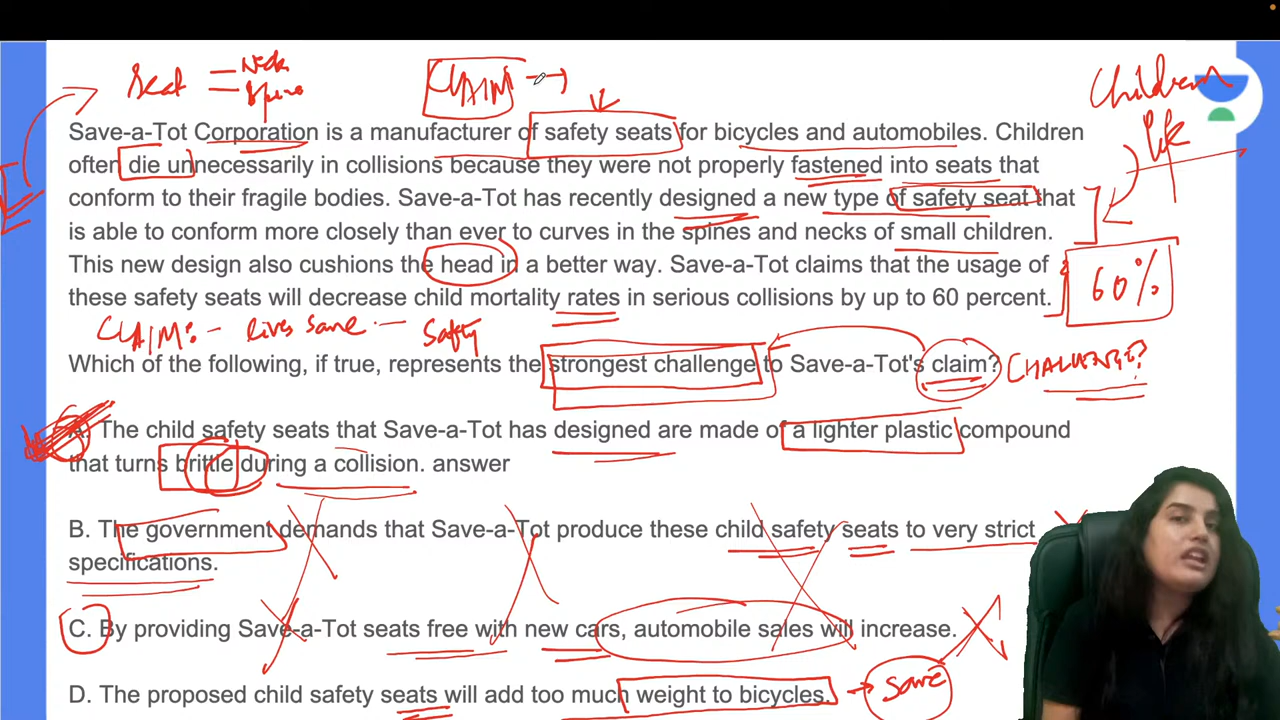 Seat = Neck
= Spine
CLAIM →
Children
life
Save-a-Tot Corporation is a manufacturer of safety seats for bicycles and automobiles. Children
often die unnecessarily in collisions because they were not properly fastened into seats that
conform to their fragile bodies. Save-a-Tot has recently designed a new type of safety seat that
is able to conform more closely than ever to curves in the spines and necks of small children.
This new design also cushions the head in a better way. Save-a-Tot claims that the usage of
these safety seats will decrease child mortality rates in serious collisions by up to 60 percent.
60%
CLAIM:- lives save - Safety
Which of the following, if true, represents the strongest challenge to Save-a-Tot's claim?
CHALLENGE?
A. The child safety seats that Save-a-Tot has designed are made of a lighter plastic compound
that turns brittle during a collision. answer
B. The government demands that Save-a-Tot produce these child safety seats to very strict
specifications.
C. By providing Save-a-Tot seats free with new cars, automobile sales will increase.
D. The proposed child safety seats will add too much weight to bicycles. → save